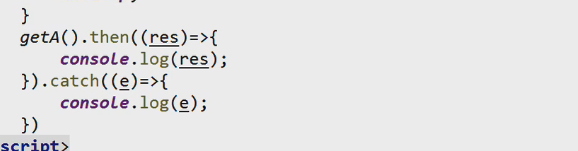 }
getA().then((res)=>{
console.log(res);
}).catch((e)=>{
console.log(e);
})
script>